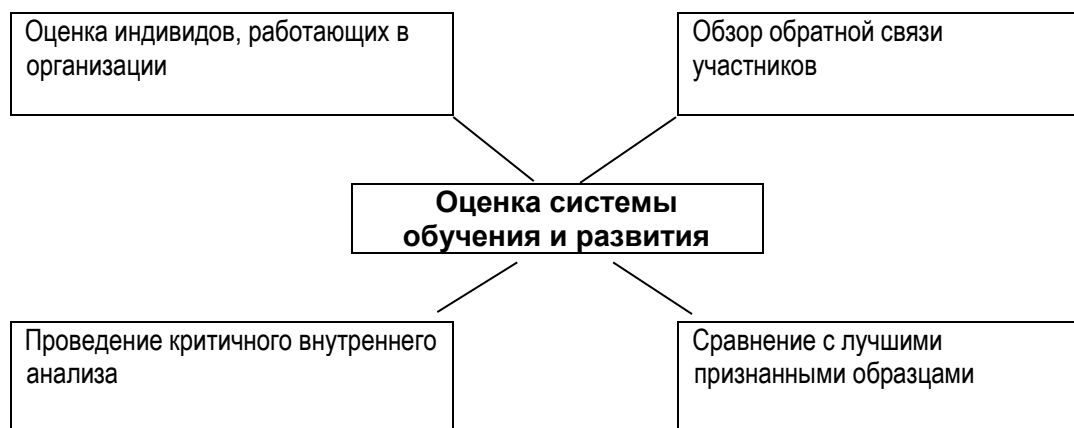 Оценка индивидов, работающих в
организации
Обзор обратной связи
участников
Оценка системы
обучения и развития
Проведение критичного внутреннего
анализа
Сравнение с лучшими
признанными образцами